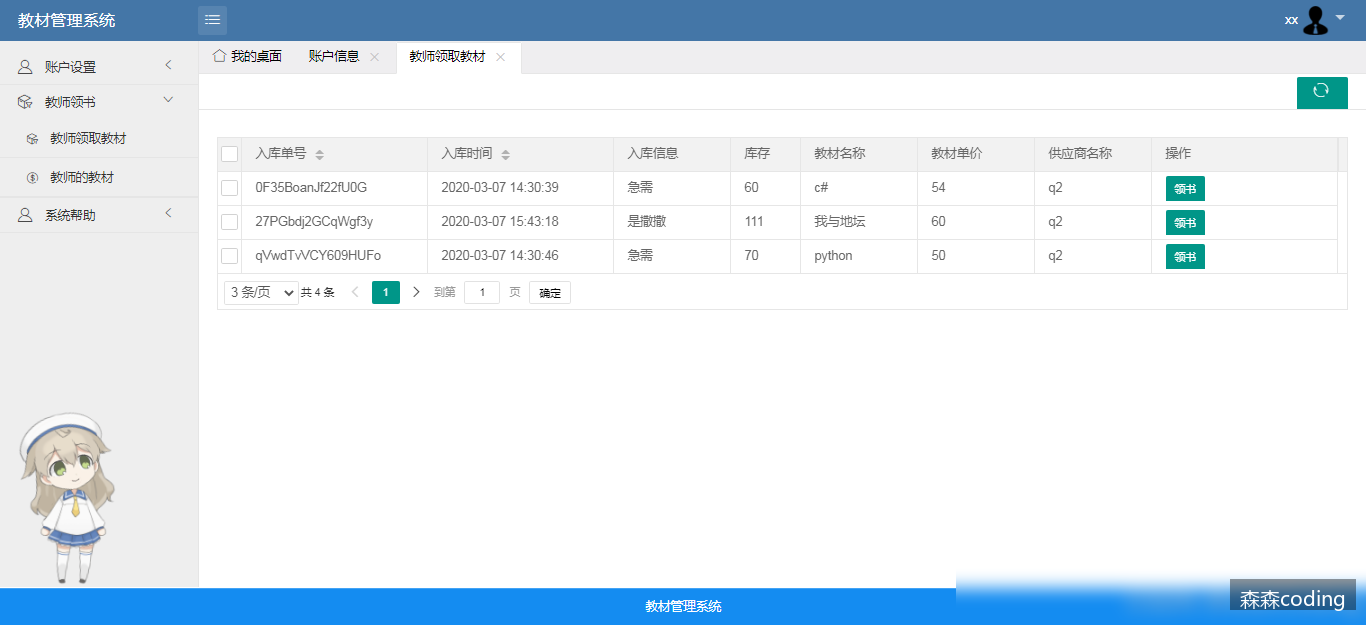 教材管理系统
xx
账户设置
教师领书
教师领取教材
教师的教材
系统帮助
我的桌面 账户信息 教师领取教材
入库单号 入库时间 入库信息 库存 教材名称 教材单价 供应商名称 操作
0F35BoanJf22fU0G 2020-03-07 14:30:39 急需 60 c# 54 q2 领书
27PGbdj2GCqWgf3y 2020-03-07 15:43:18 是撒撒 111 我与地坛 60 q2 领书
qVwdTvVCY609HUFo 2020-03-07 14:30:46 急需 70 python 50 q2 领书
3 条/页 共 4 条 1 到第 1 页 确定
教材管理系统
森森coding